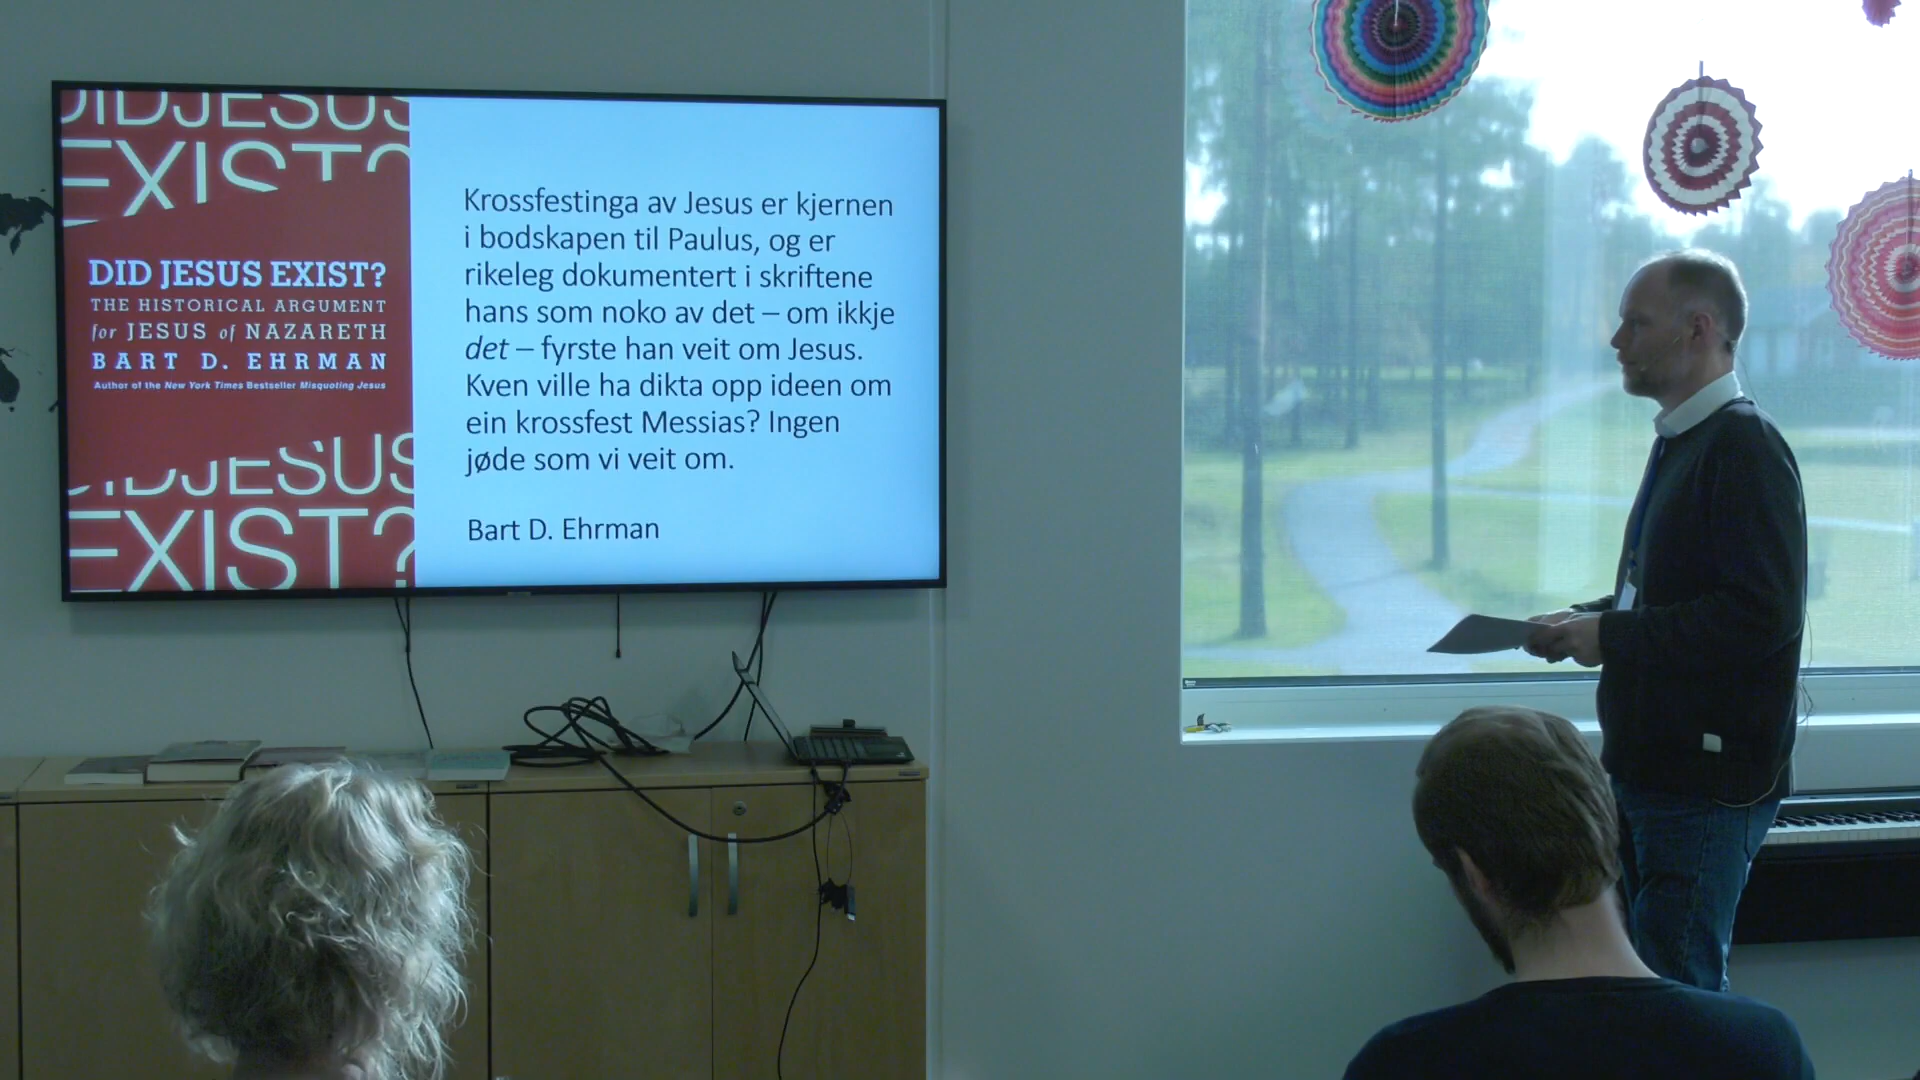 DIDJESUS
EXIST?
DID JESUS EXIST?
THE HISTORICAL ARGUMENT
for JESUS of NAZARETH
BART D. EHRMAN
Author of the New York Times Bestseller Misquoting Jesus
DIDJESUS
EXIST?
Krossfestinga av Jesus er kjernen
i bodskapen til Paulus, og er
rikeleg dokumentert i skriftene
hans som noko av det – om ikkje
det – fyrste han veit om Jesus.
Kven ville ha dikta opp ideen om
ein krossfest Messias? Ingen
jøde som vi veit om.
Bart D. Ehrman